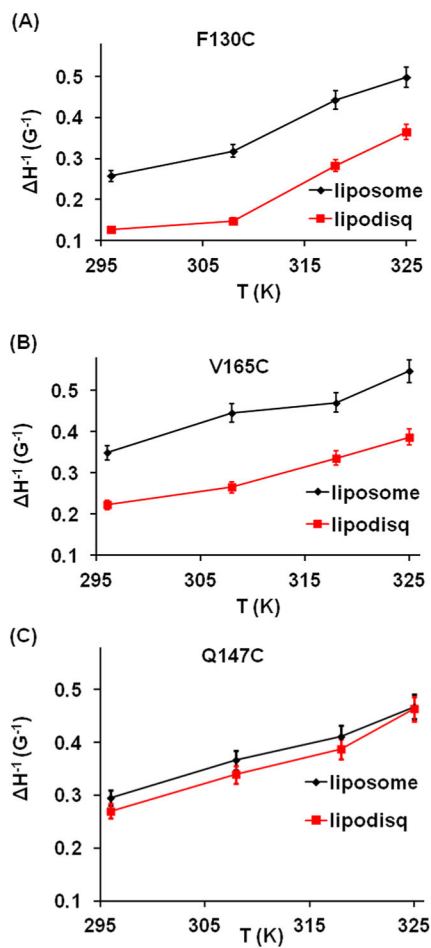 (A)
F130C
0.5
0.4
0.3
0.2
0.1
ΔH⁻¹ (G⁻¹)
liposome
lipodisq
295 305 315 325
T (K)
(B)
V165C
0.5
0.4
0.3
0.2
0.1
ΔH⁻¹ (G⁻¹)
liposome
lipodisq
295 305 315 325
T (K)
(C)
Q147C
0.5
0.4
0.3
0.2
0.1
ΔH⁻¹ (G⁻¹)
liposome
lipodisq
295 305 315 325
T (K)